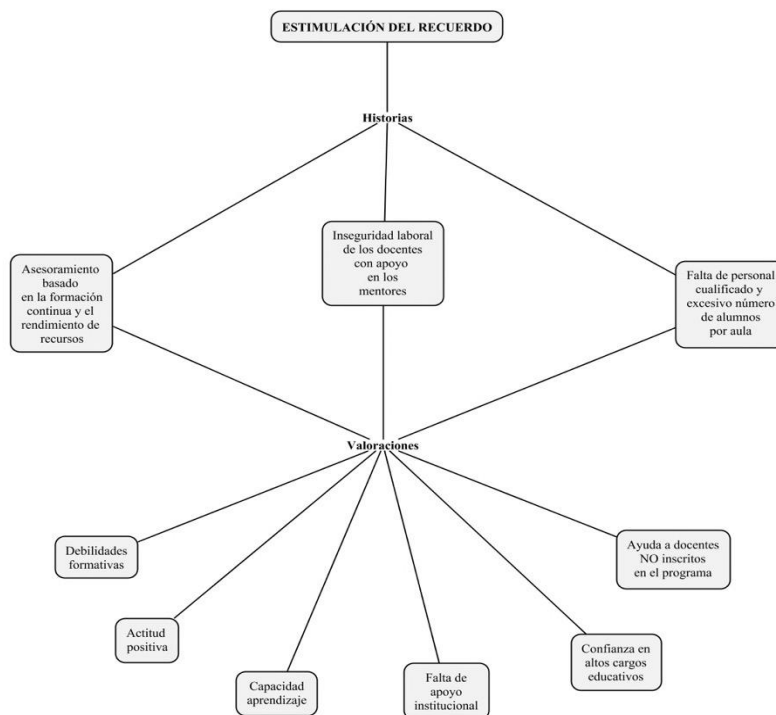 ESTIMULACIÓN DEL RECUERDO
Historias
Asesoramiento
basado
en la formación
continua y el
rendimiento de
recursos
Inseguridad laboral
de los docentes
con apoyo
en los
mentores
Falta de personal
cualificado y
excesivo número
de alumnos
por aula
Valoraciones
Debilidades
formativas
Actitud
positiva
Capacidad
aprendizaje
Falta de
apoyo
institucional
Confianza en
altos cargos
educativos
Ayuda a docentes
NO inscritos
en el programa